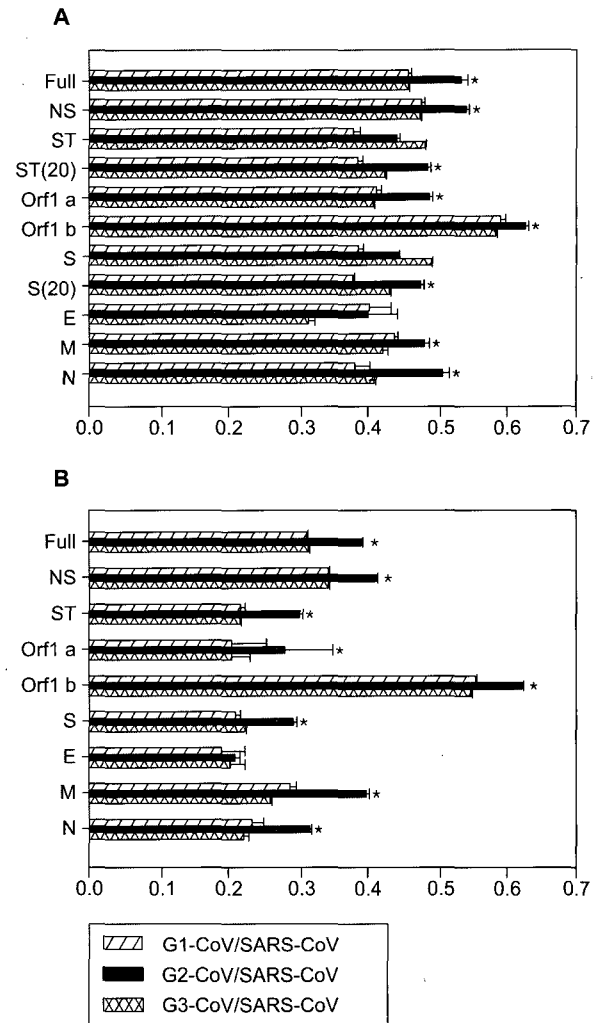 A
Full *
NS *
ST
ST(20) *
Orf1 a *
Orf1 b *
S
S(20) *
E
M *
N *
0.0 0.1 0.2 0.3 0.4 0.5 0.6 0.7
B
Full *
NS *
ST *
Orf1 a *
Orf1 b *
S *
E
M *
N *
0.0 0.1 0.2 0.3 0.4 0.5 0.6 0.7
G1-CoV/SARS-CoV
G2-CoV/SARS-CoV
G3-CoV/SARS-CoV